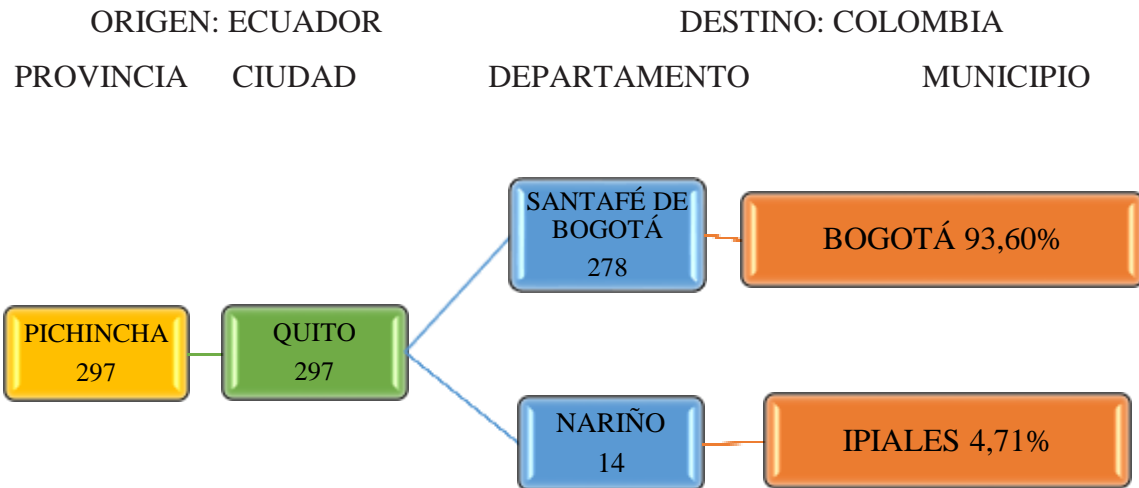 ORIGEN: ECUADOR
DESTINO: COLOMBIA
PROVINCIA
CIUDAD
DEPARTAMENTO
MUNICIPIO
SANTAFÉ DE
BOGOTÁ
278
BOGOTÁ 93,60%
PICHINCHA
297
QUITO
297
NARIÑO
14
IPIALES 4,71%